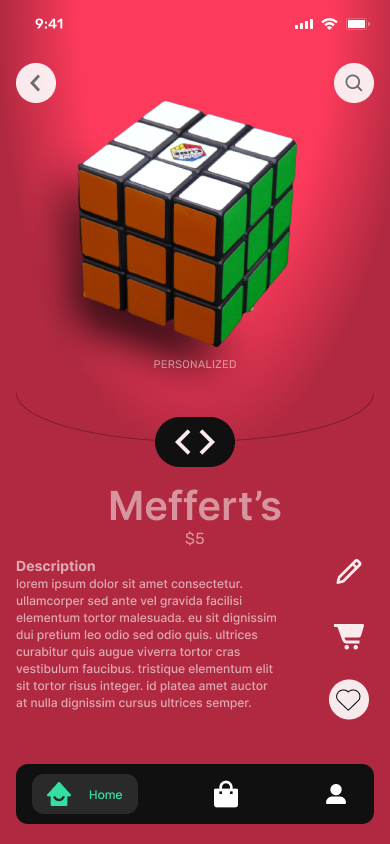 9:41
PERSONALIZED
Meffert's
$5
Description
lorem ipsum dolor sit amet consectetur.
ullamcorper sed ante vel gravida facilisi
elementum tortor malesuada. eu sit dignissim
dui pretium leo odio sed odio quis. ultrices
curabitur quis augue viverra tortor cras
vestibulum faucibus. tristique elementum elit
sit tortor risus integer. id platea amet auctor
at nulla dignissim cursus ultrices semper.
Home